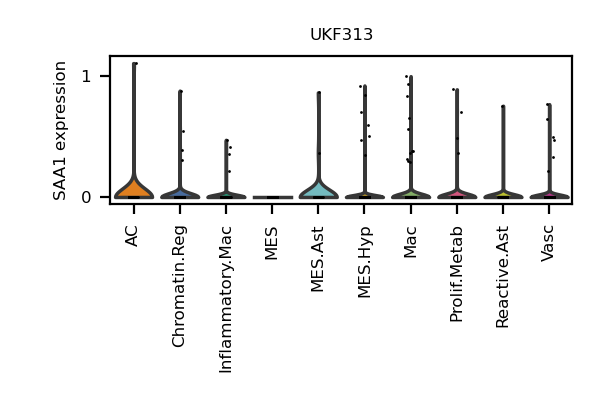 UKF313
SAA1 expression
1
0
AC
Chromatin.Reg
Inflammatory.Mac
MES
MES.Ast
MES.Hyp
Mac
Prolif.Metab
Reactive.Ast
Vasc